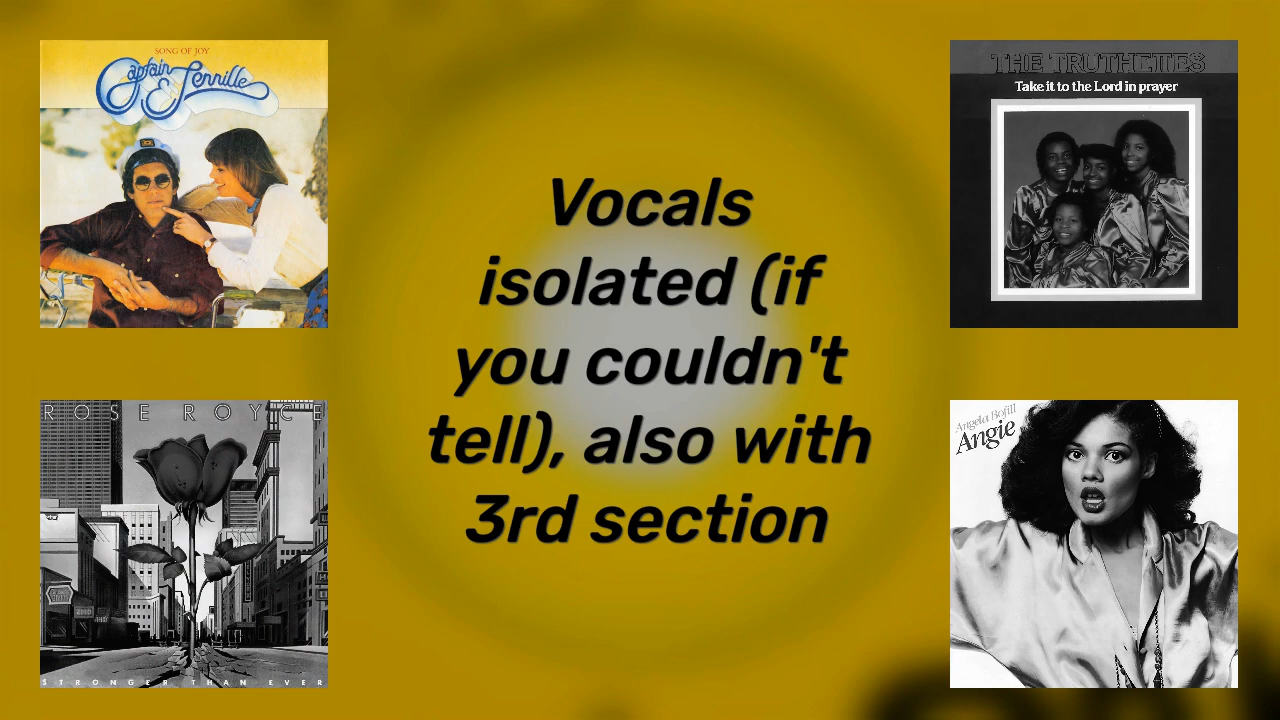 SONG OF JOY
Captain
& Tennille
THE TRUTHETTES
Take it to the Lord in prayer
Vocals
isolated (if
you couldn't
tell), also with
3rd section
ROSE ROYCE
STRONGER THAN EVER
Angela Bofill
Angie